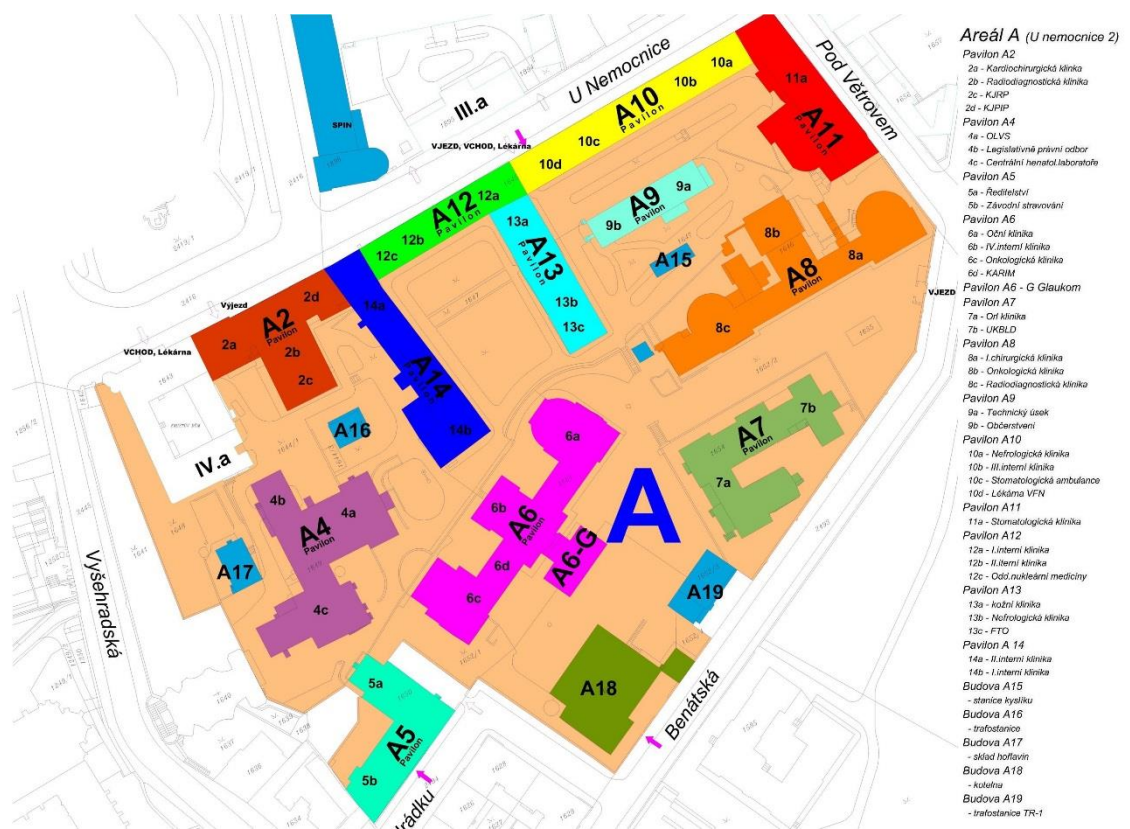 SPIN
III.a
U Nemocnice
Pod Větrovem
VJEZD, VCHOD, Lékárna
10a
10b
10c
10d
A10
Pavilon
11a
A11
Pavilon
12a
12b
12c
A12
Pavilon
13a
13b
13c
A13
Pavilon
9a
9b
A9
Pavilon
A15
8b
8a
8c
A8
Pavilon
VJEZD
Výjezd
VCHOD, Lékárna
2d
2a
2b
2c
A2
Pavilon
14a
14b
A14
Pavilon
A16
IV.a
4b
4a
4c
A4
Pavilon
A17
Vyšehradská
6a
6b
6c
6d
A6
Pavilon
A6-G
A
7b
7a
A7
Pavilon
A19
A18
Benátská
5a
5b
A5
Pavilon
rádku
Areál A (U nemocnice 2)
Pavilon A2
2a - Kardiochirurgická klinka
2b - Radiodiagnostická klinika
2c - KJRP
2d - KJPIP
Pavilon A4
4a - OLVS
4b - Legislativně právní odbor
4c - Centrální hematol.laboratoře
Pavilon A5
5a - Ředitelství
5b - Závodní stravování
Pavilon A6
6a - Oční klinika
6b - IV.interní klinika
6c - Onkologická klinika
6d - KARIM
Pavilon A6 - G Glaukom
Pavilon A7
7a - Orl klinika
7b - UKBLD
Pavilon A8
8a - I.chirurgická klinika
8b - Onkologická klinika
8c - Radiodiagnostická klinika
Pavilon A9
9a - Technický úsek
9b - Občerstvení
Pavilon A10
10a - Nefrologická klinika
10b - III.interní klinika
10c - Stomatologická ambulance
10d - Lékárna VFN
Pavilon A11
11a - Stomatologická klinika
Pavilon A12
12a - I.interní klinika
12b - II.iterní klinika
12c - Odd.nukleární medicíny
Pavilon A13
13a - kožní klinika
13b - Nefrologická klinika
13c - FTO
Pavilon A 14
14a - II.interní klinika
14b - I.interní klinika
Budova A15
- stanice kyslíku
Budova A16
- trafostanice
Budova A17
- sklad hořlavin
Budova A18
- kotelna
Budova A19
- trafostanice TR-1